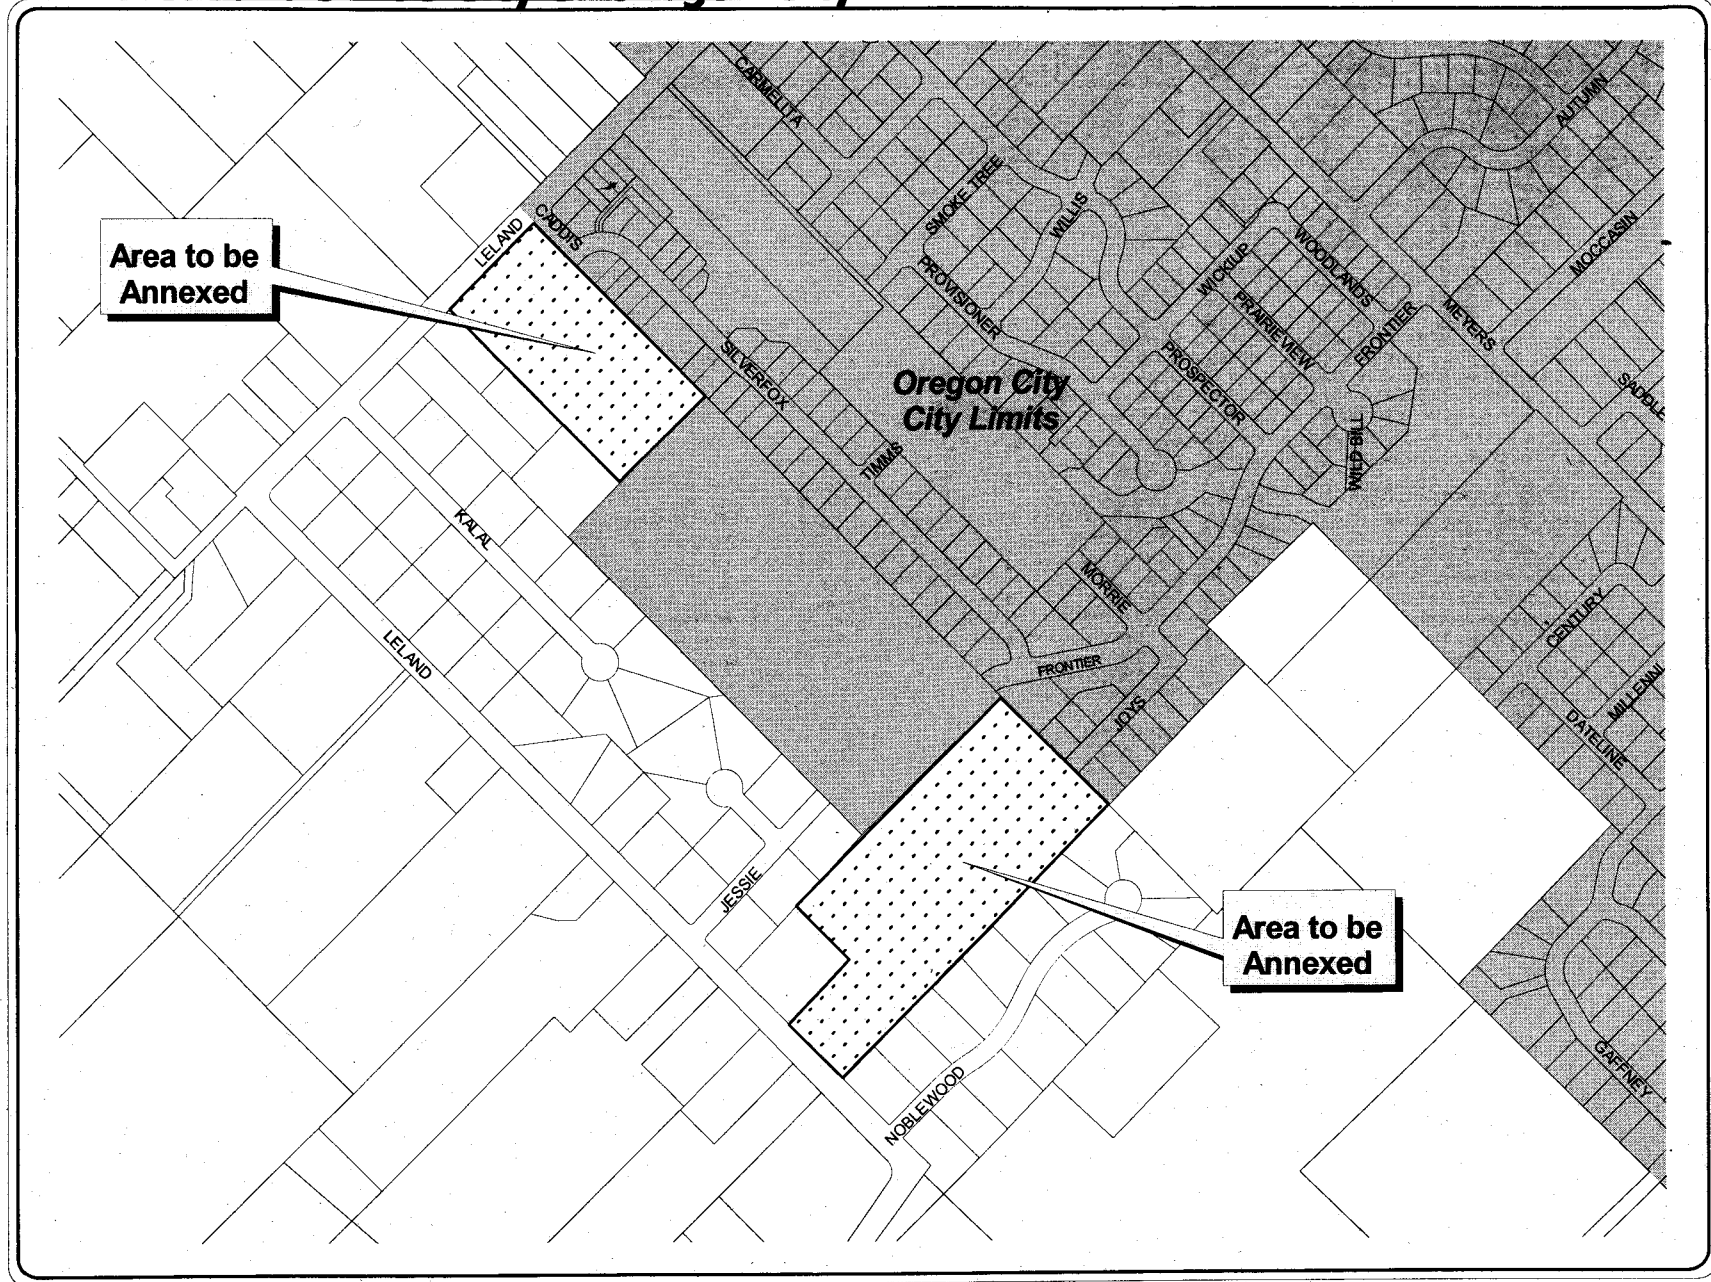 CARMELITA
AUTUMN
SMOKE TREE
WILLIS
MOCCASIN
CADDIS
LELAND
Area to be
Annexed
WICKIUP
WOODLANDS
PROVISIONER
PRAIRIEVIEW
FRONTIER
MEYERS
SILVERFOX
PROSPECTOR
SADDLE
Oregon City
City Limits
WILD BILL
TIMMS
KALAL
MORRIE
CENTURY
LELAND
FRONTIER
JOYS
MILLENNI
DATELINE
JESSIE
Area to be
Annexed
GAFFNEY
NOBLEWOOD